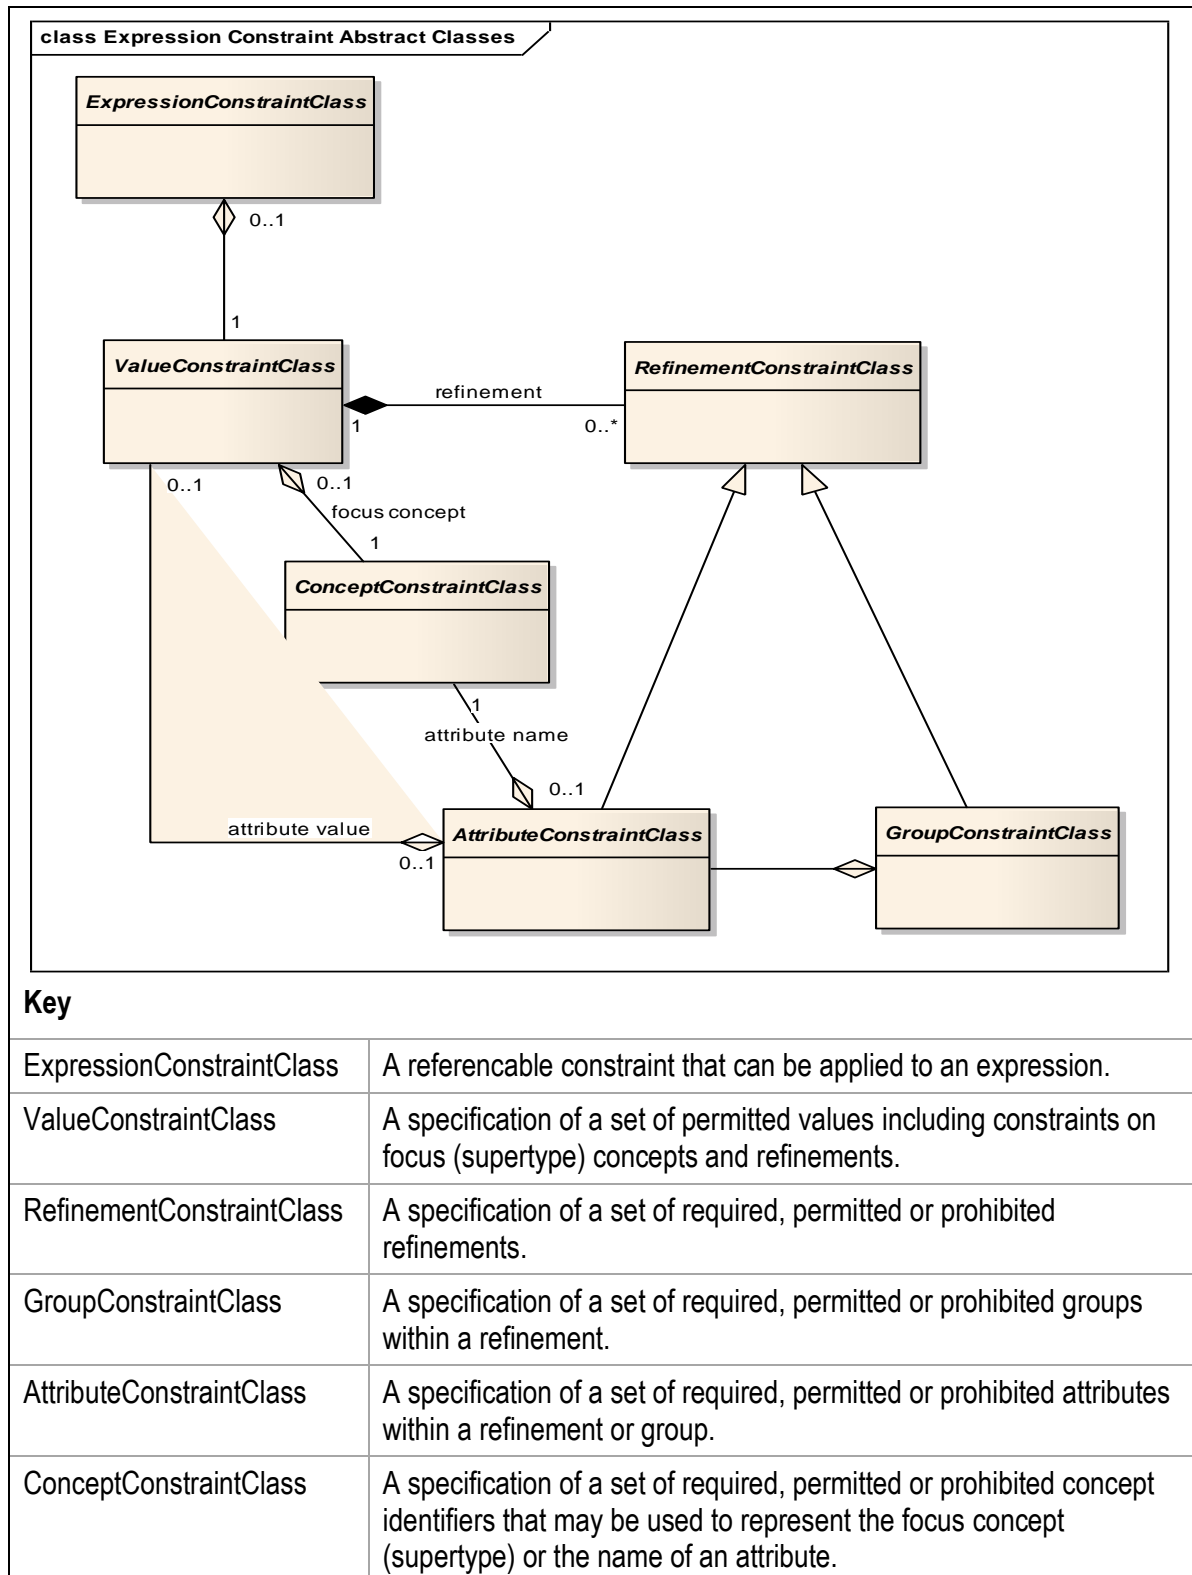 class Expression Constraint Abstract Classes
ExpressionConstraintClass
0..1
1
ValueConstraintClass
RefinementConstraintClass
refinement
1
0..*
0..1
0..1
focus concept
1
ConceptConstraintClass
1
attribute name
0..1
attribute value
0..1
AttributeConstraintClass
GroupConstraintClass
Key
ExpressionConstraintClass
A referencable constraint that can be applied to an expression.
ValueConstraintClass
A specification of a set of permitted values including constraints on
focus (supertype) concepts and refinements.
RefinementConstraintClass
A specification of a set of required, permitted or prohibited
refinements.
GroupConstraintClass
A specification of a set of required, permitted or prohibited groups
within a refinement.
AttributeConstraintClass
A specification of a set of required, permitted or prohibited attributes
within a refinement or group.
ConceptConstraintClass
A specification of a set of required, permitted or prohibited concept
identifiers that may be used to represent the focus concept
(supertype) or the name of an attribute.